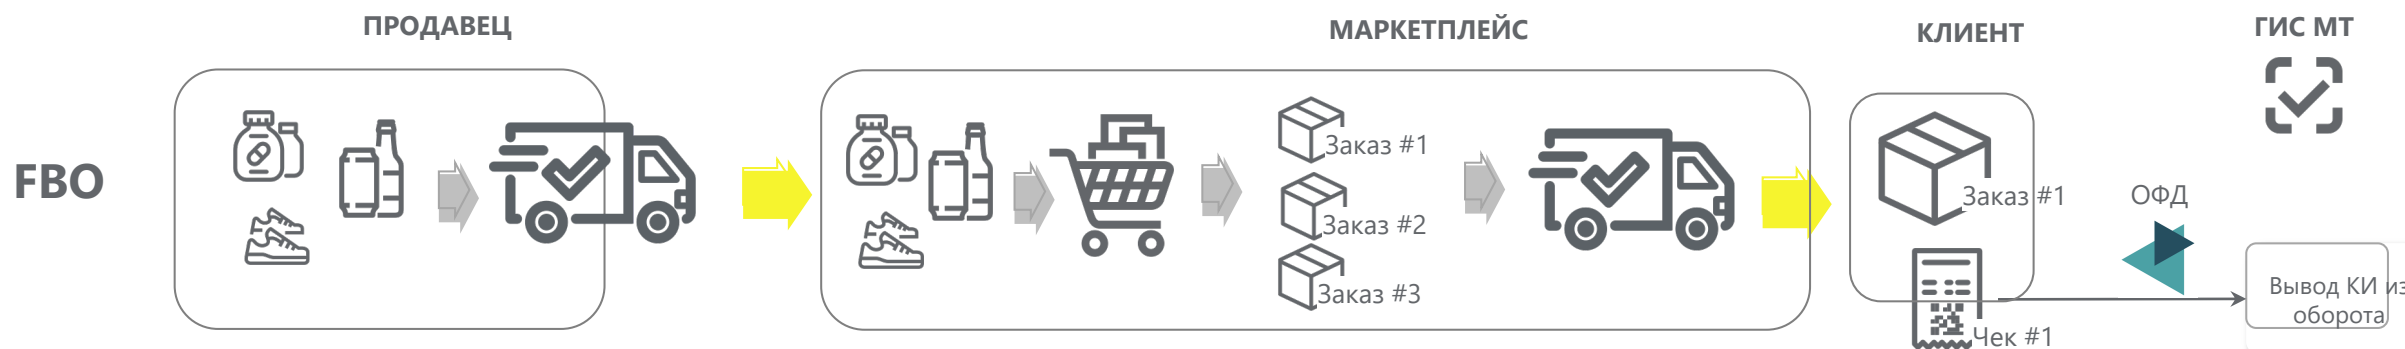 ПРОДАВЕЦ
МАРКЕТПЛЕЙС
КЛИЕНТ
ГИС МТ
FBO
Заказ #1
Заказ #2
Заказ #3
Заказ #1
Чек #1
ОФД
Вывод КИ из
оборота